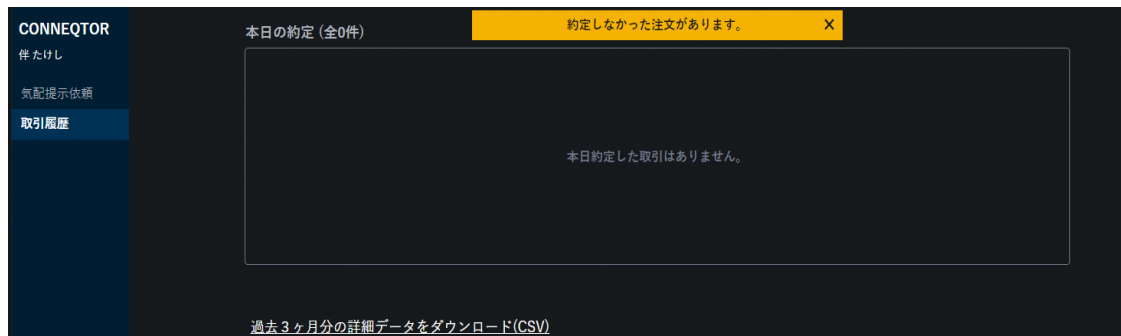 CONNEQTOR
伴 たけし
気配提示依頼
取引履歴
本日の約定 (全0件)
約定しなかった注文があります。 X
本日約定した取引はありません。
過去３ヶ月分の詳細データをダウンロード(CSV)